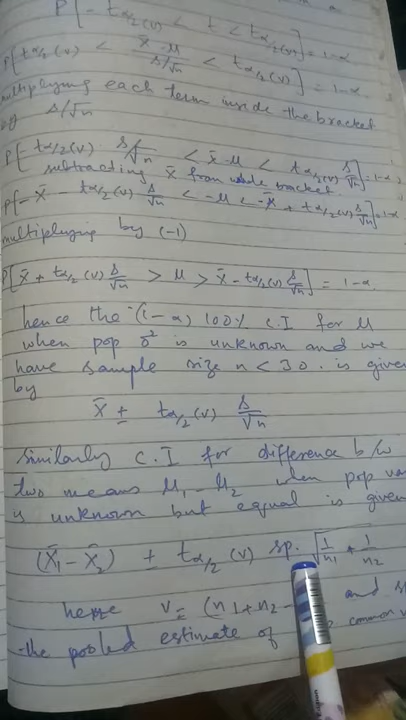 P[-tα/2(v) < t < tα/2(v)] = 1-α
P[tα/2(v) < x̄-μ / s/√n < tα/2(v)] = 1-α
multiplying each term inside the bracket
by s/√n
P[tα/2(v) s/√n < x̄-μ < tα/2(v) s/√n] = 1-α
subtracting x̄ from whole bracket
P[-x̄ - tα/2(v) s/√n < -μ < -x̄ + tα/2(v) s/√n] = 1-α
multiplying by (-1)
P[x̄ + tα/2(v) s/√n > μ > x̄ - tα/2(v) s/√n] = 1-α
hence the (1-α) 100% C.I for μ
when pop σ² is unknown and we
have sample size n < 30. is given
by
x̄ ± tα/2(v) s/√n
Similarly C.I for difference b/w
two means μ1-μ2 when pop var
is unknown but equal is given
(x̄1-x̄2) ± tα/2(v) sp. √1/n1 + 1/n2
here v = (n1+n2- and sp
the pooled estimate of common